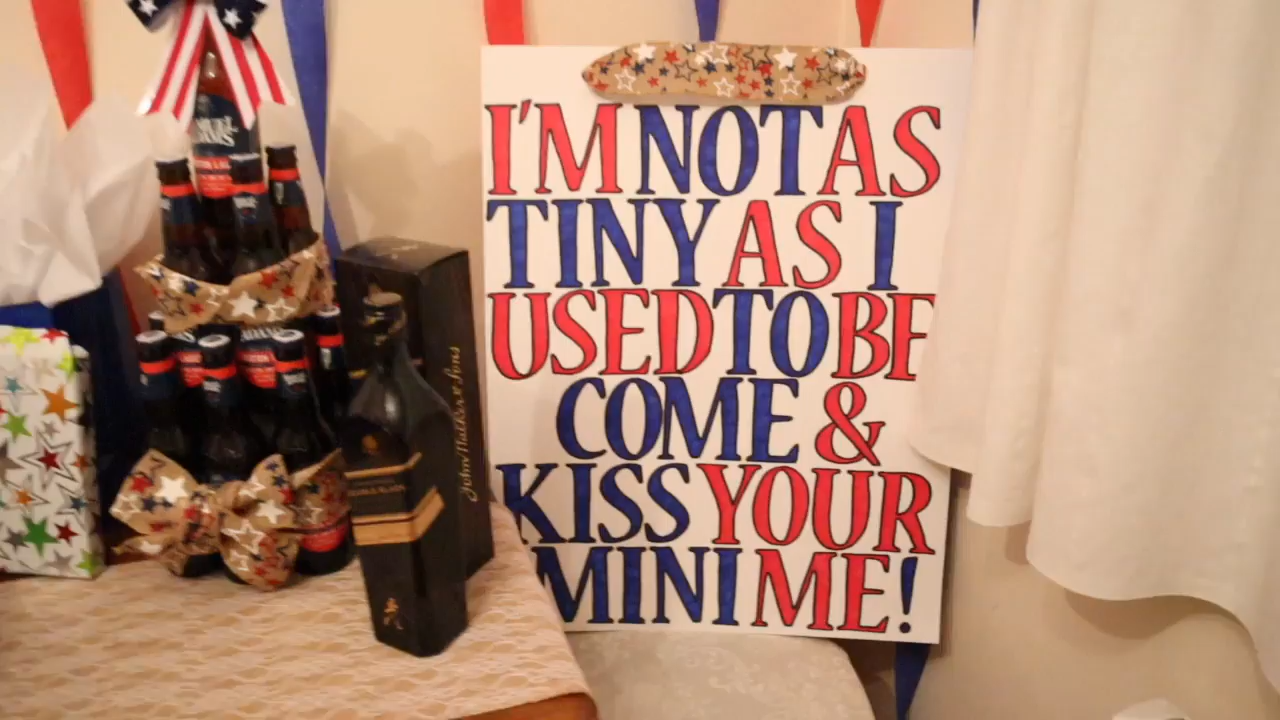 I'M NOT AS
TINY AS I
USED TO BE
COME &
KISS YOUR
MINI ME!
John Walker & Sons